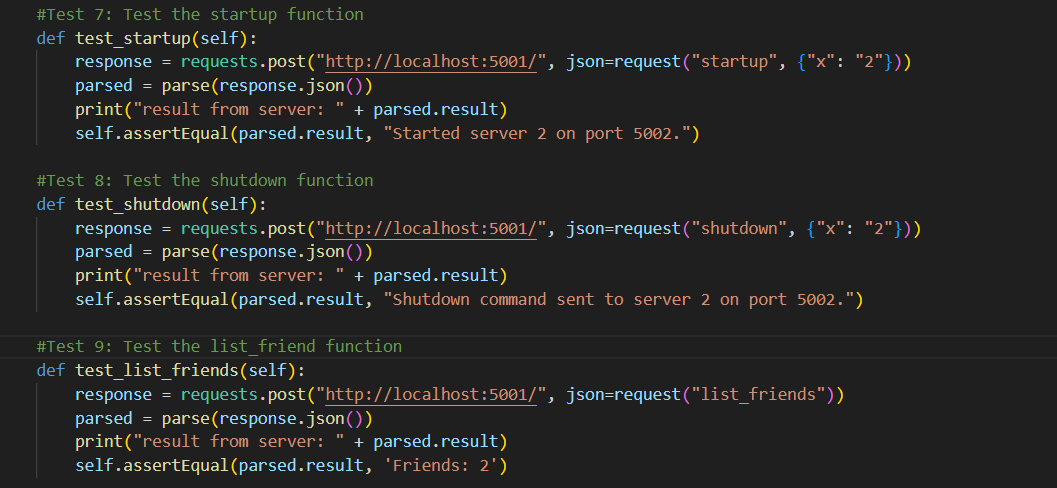 #Test 7: Test the startup function
def test_startup(self):
response = requests.post("http://localhost:5001/", json=request("startup", {"x": "2"}))
parsed = parse(response.json())
print("result from server: " + parsed.result)
self.assertEqual(parsed.result, "Started server 2 on port 5002.")
#Test 8: Test the shutdown function
def test_shutdown(self):
response = requests.post("http://localhost:5001/", json=request("shutdown", {"x": "2"}))
parsed = parse(response.json())
print("result from server: " + parsed.result)
self.assertEqual(parsed.result, "Shutdown command sent to server 2 on port 5002.")
#Test 9: Test the list_friend function
def test_list_friends(self):
response = requests.post("http://localhost:5001/", json=request("list_friends"))
parsed = parse(response.json())
print("result from server: " + parsed.result)
self.assertEqual(parsed.result, 'Friends: 2')